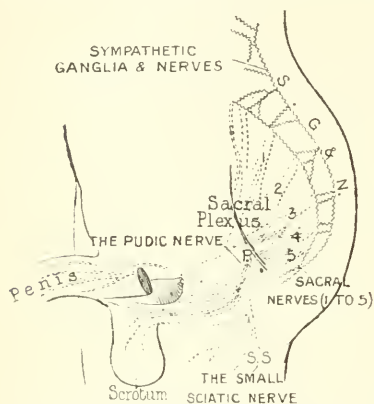 SYMPATHETIC
GANGLIA & NERVES
S.
G
&
N.
1
2
Sacral
Plexus
3
THE PUDIC NERVE
4
P.
5
SACRAL
NERVES (1 TO 5)
Penis
S.S
THE SMALL
SCIATIC NERVE
Scrotum